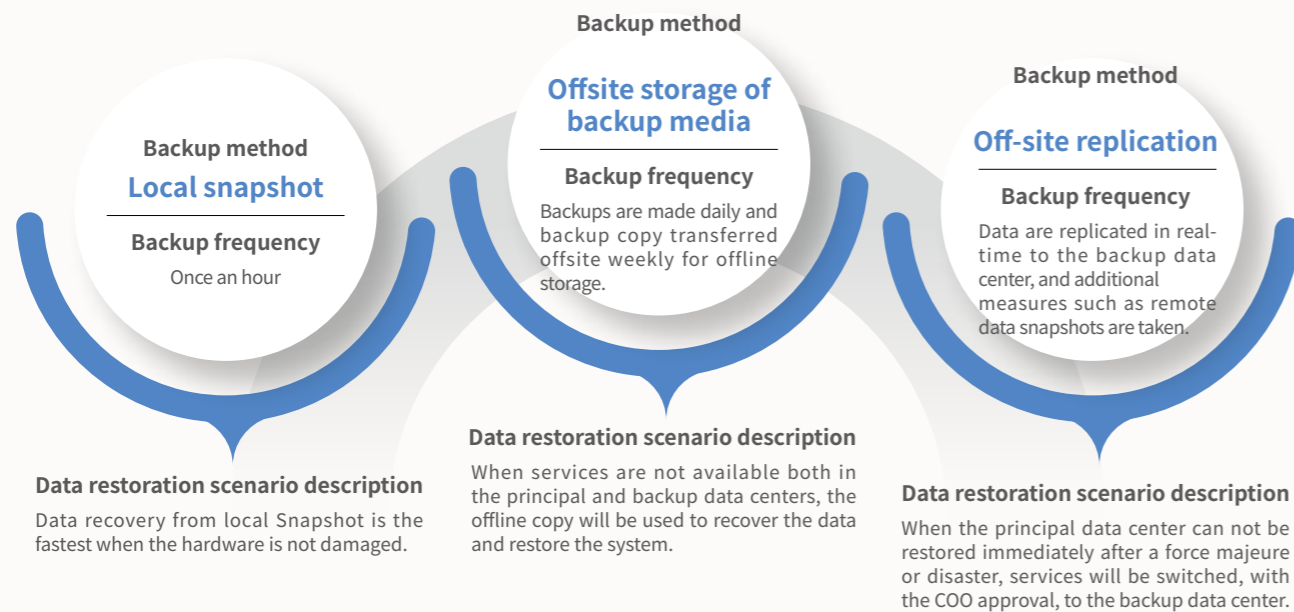 Backup method
Local snapshot
Backup frequency
Once an hour
Data restoration scenario description
Data recovery from local Snapshot is the
fastest when the hardware is not damaged.
Backup method
Offsite storage of
backup media
Backup frequency
Backups are made daily and
backup copy transferred
offsite weekly for offline
storage.
Data restoration scenario description
When services are not available both in
the principal and backup data centers, the
offline copy will be used to recover the data
and restore the system.
Backup method
Off-site replication
Backup frequency
Data are replicated in real-
time to the backup data
center, and additional
measures such as remote
data snapshots are taken.
Data restoration scenario description
When the principal data center can not be
restored immediately after a force majeure
or disaster, services will be switched, with
the COO approval, to the backup data center.